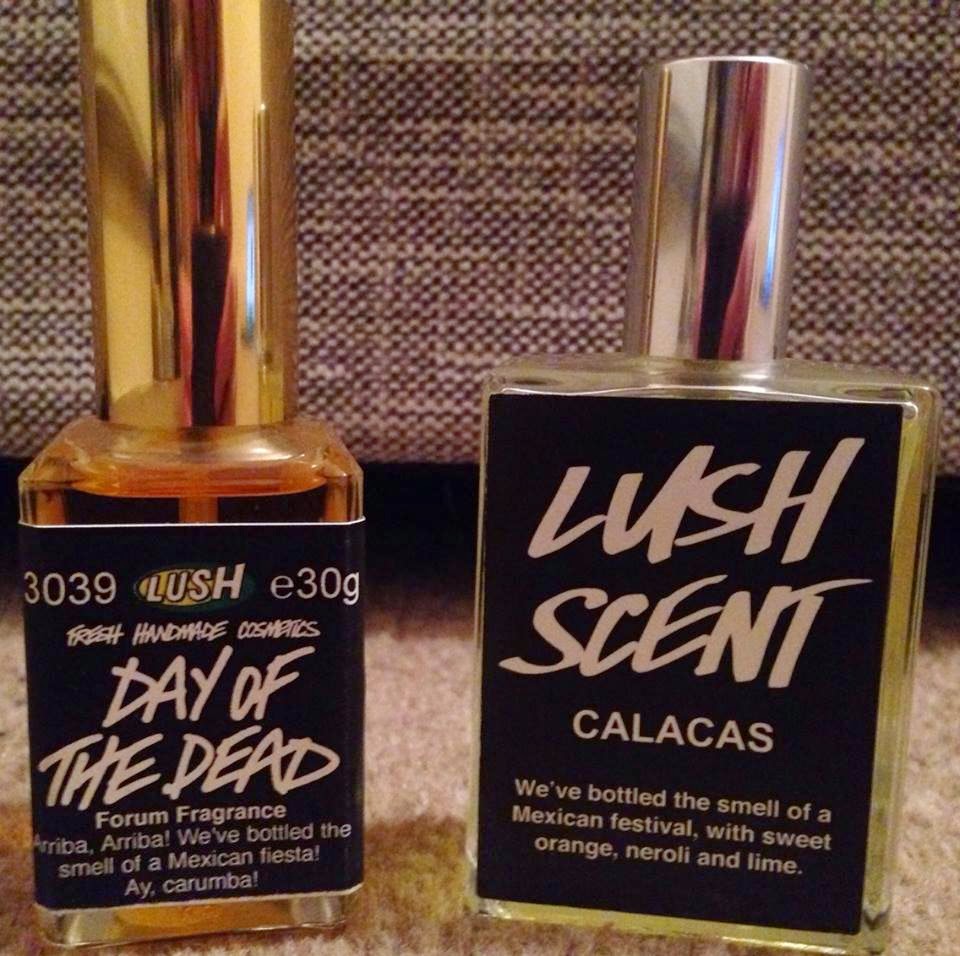 3039 LUSH e30g
FRESH HANDMADE COSMETICS
DAY OF
THE DEAD
Forum Fragrance
Arriba, Arriba! We've bottled the
smell of a Mexican fiesta!
Ay, carumba!
LUSH
SCENT
CALACAS
We've bottled the smell of a
Mexican festival, with sweet
orange, neroli and lime.